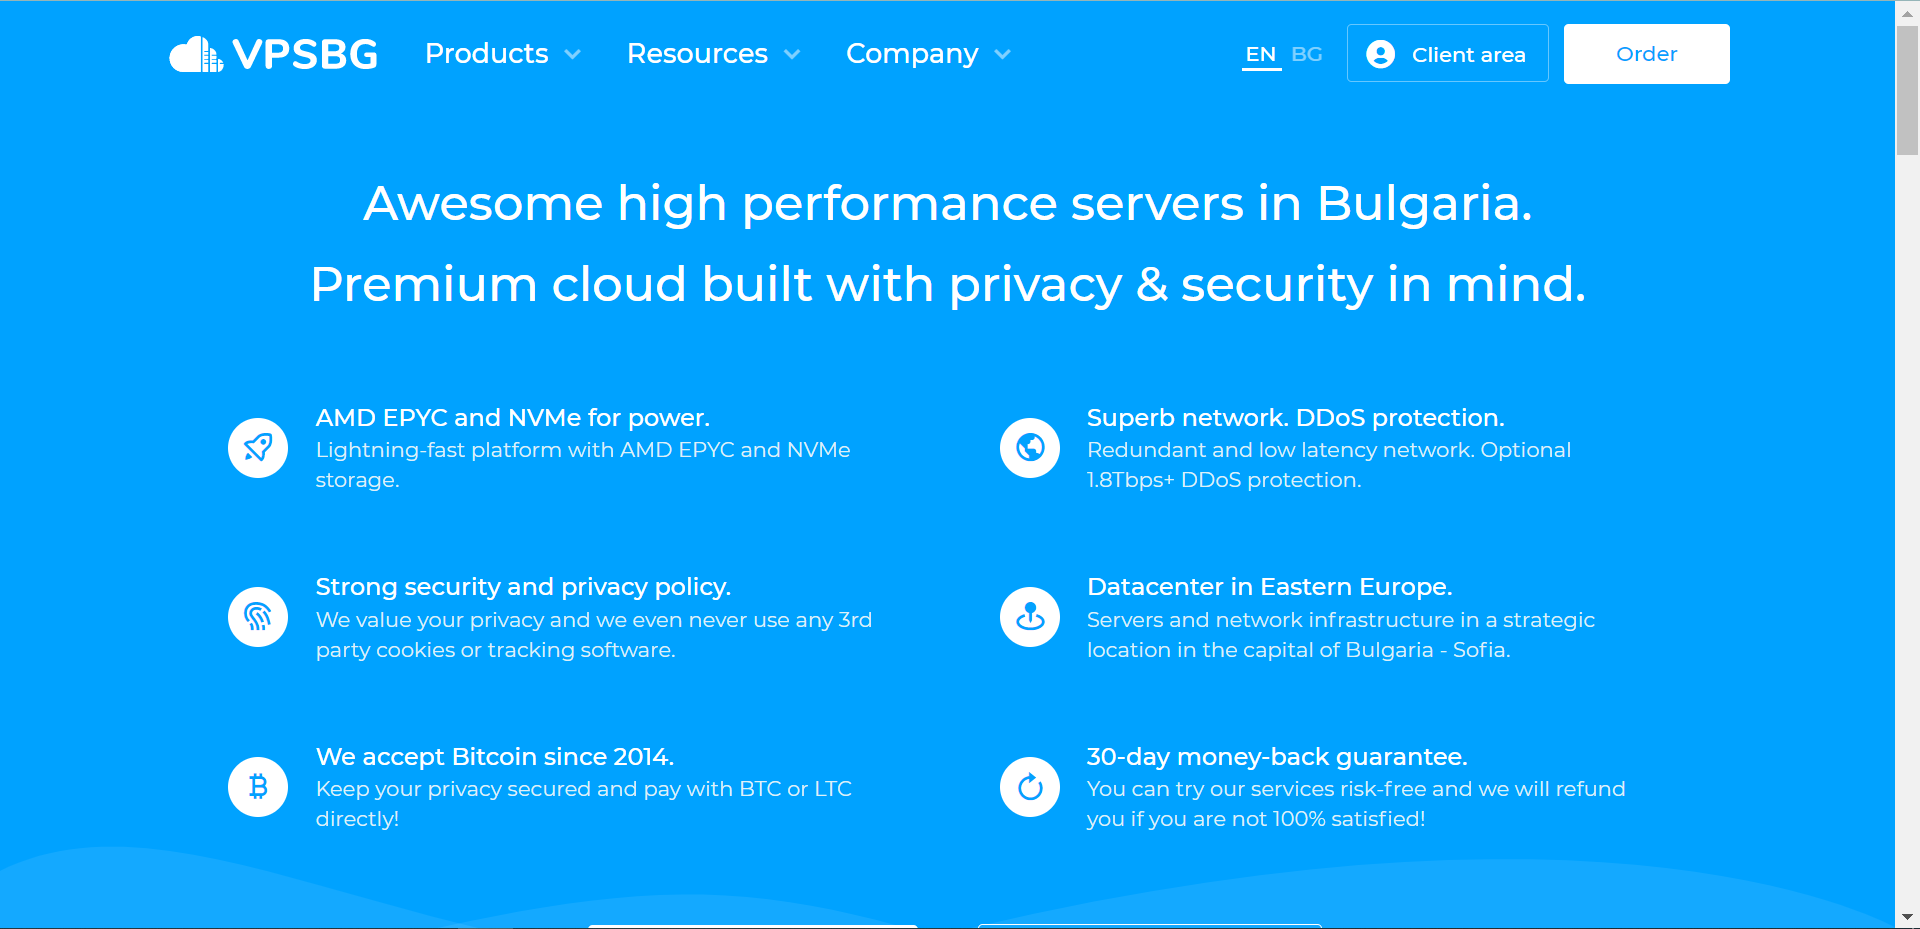 VPSBG Products Resources Company EN BG Client area Order
Awesome high performance servers in Bulgaria.
Premium cloud built with privacy & security in mind.
AMD EPYC and NVMe for power.
Lightning-fast platform with AMD EPYC and NVMe
storage.
Superb network. DDoS protection.
Redundant and low latency network. Optional
1.8Tbps+ DDoS protection.
Strong security and privacy policy.
We value your privacy and we even never use any 3rd
party cookies or tracking software.
Datacenter in Eastern Europe.
Servers and network infrastructure in a strategic
location in the capital of Bulgaria - Sofia.
We accept Bitcoin since 2014.
Keep your privacy secured and pay with BTC or LTC
directly!
30-day money-back guarantee.
You can try our services risk-free and we will refund
you if you are not 100% satisfied!